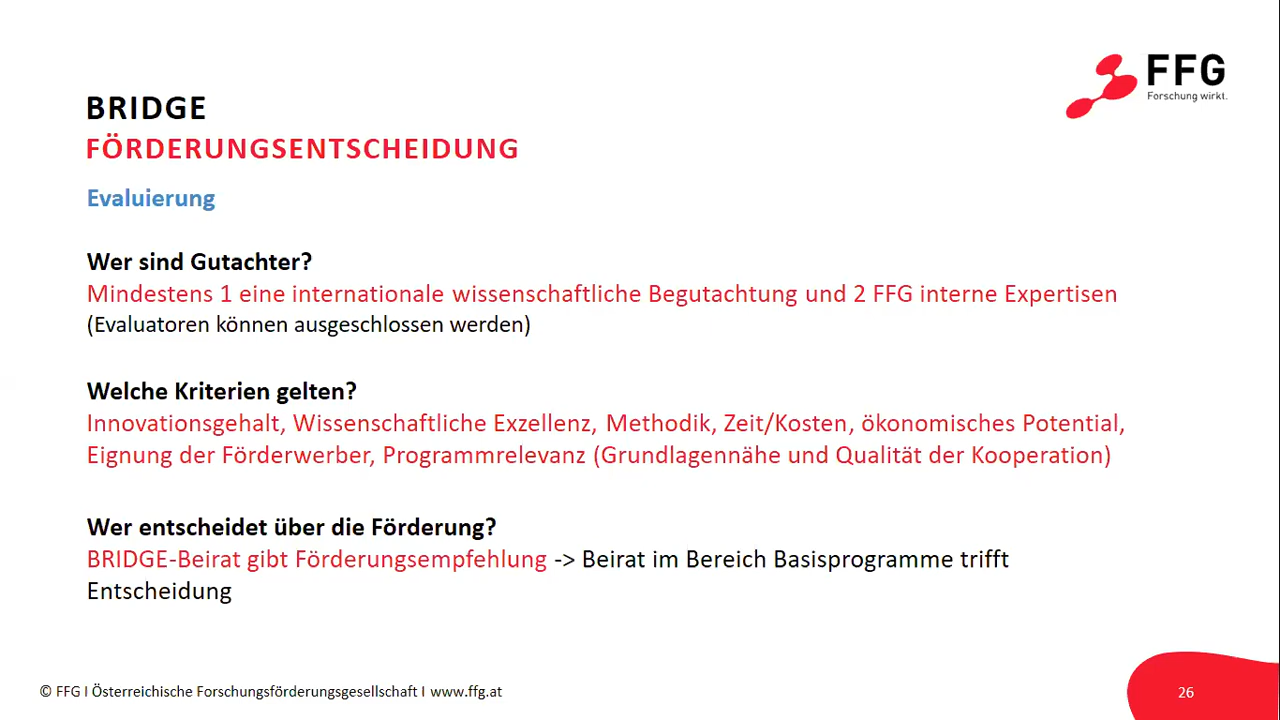 FFG
Forschung wirkt.
BRIDGE
FÖRDERUNGSENTSCHEIDUNG
Evaluierung
Wer sind Gutachter?
Mindestens 1 eine internationale wissenschaftliche Begutachtung und 2 FFG interne Expertisen
(Evaluatoren können ausgeschlossen werden)
Welche Kriterien gelten?
Innovationsgehalt, Wissenschaftliche Exzellenz, Methodik, Zeit/Kosten, ökonomisches Potential,
Eignung der Förderwerber, Programmrelevanz (Grundlagennähe und Qualität der Kooperation)
Wer entscheidet über die Förderung?
BRIDGE-Beirat gibt Förderungsempfehlung -> Beirat im Bereich Basisprogramme trifft
Entscheidung
© FFG I Österreichische Forschungsförderungsgesellschaft I www.ffg.at
26